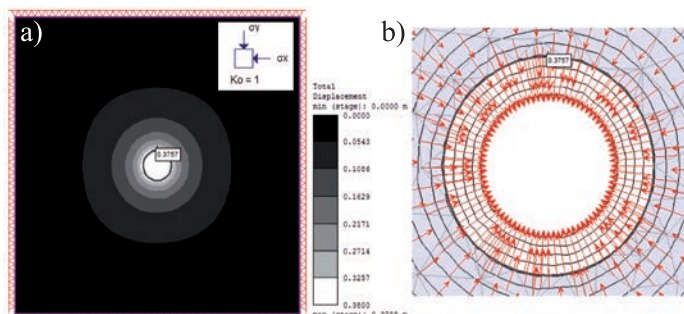 a)
σy
σx
Ko = 1
0.3757
Total
Displacement
min (stage): 0.0000 m
0.0000
0.0543
0.1086
0.1629
0.2171
0.2714
0.3257
0.3800
b)
0.3757